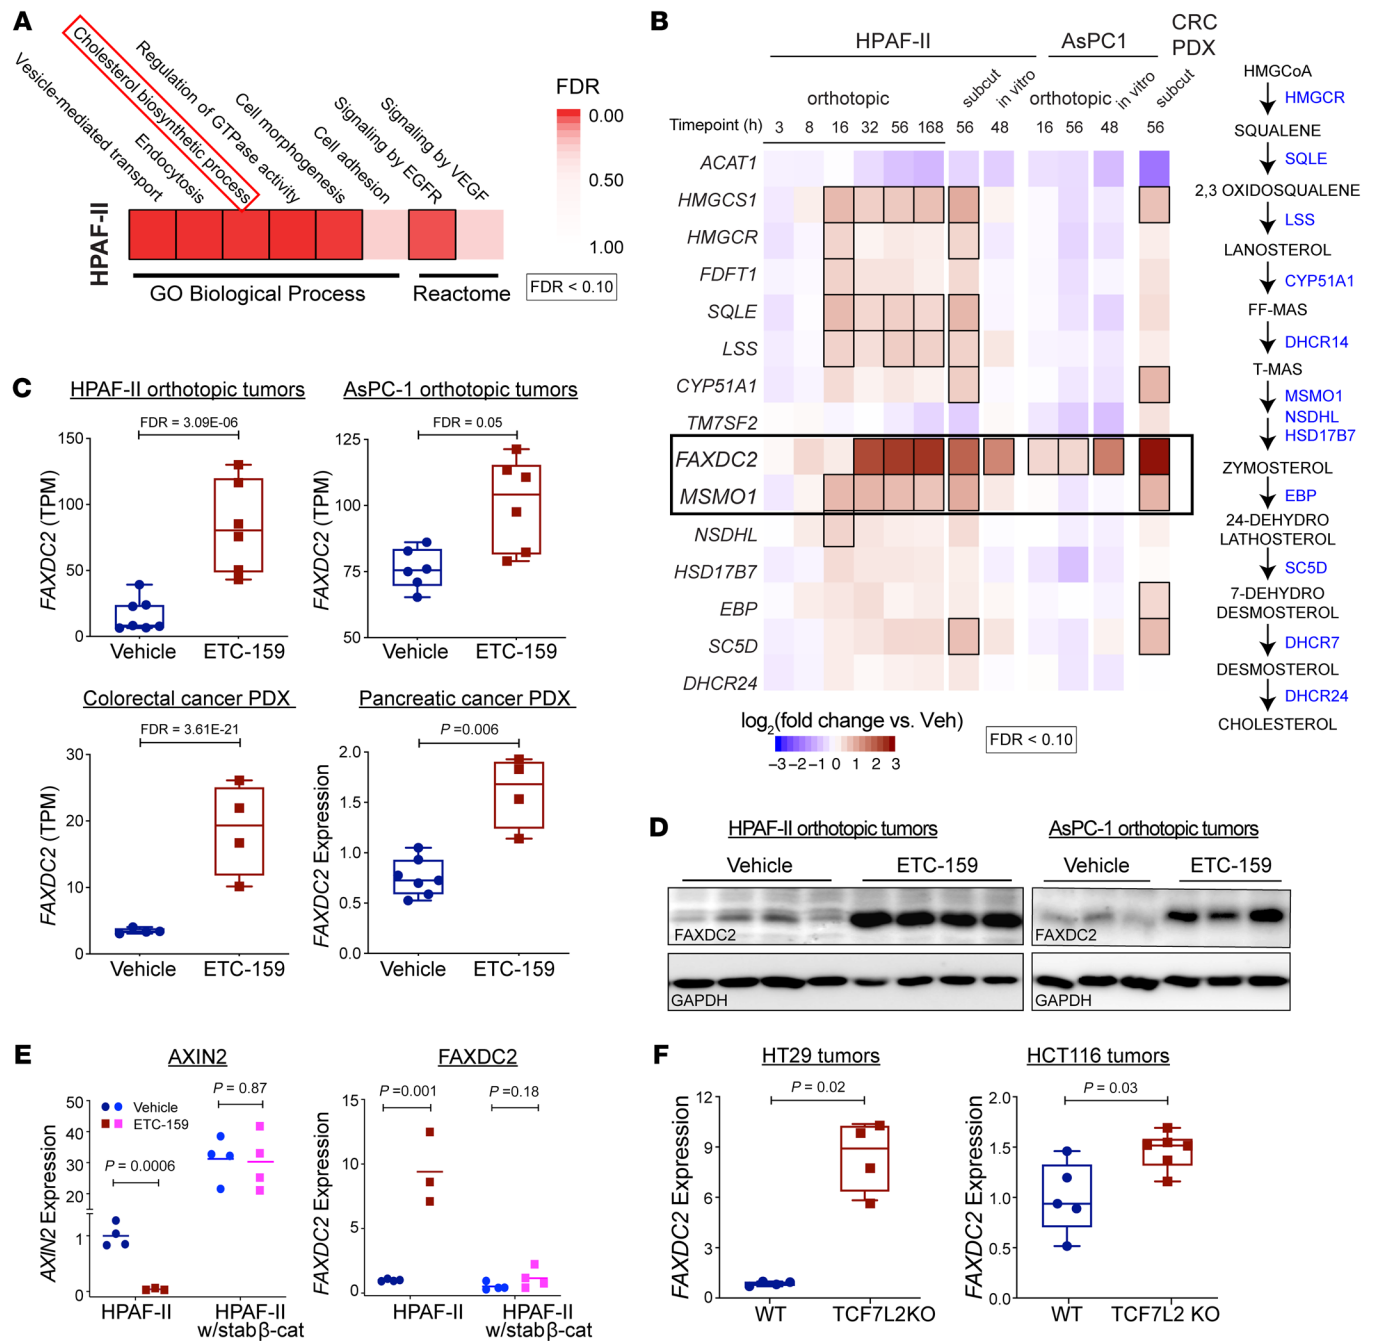 A
Vesicle-mediated transport
Endocytosis
Cholesterol biosynthetic process
Regulation of GTPase activity
Cell morphogenesis
Cell adhesion
Signaling by EGFR
Signaling by VEGF
HPAF-II
GO Biological Process
Reactome
FDR
0.00
0.50
1.00
FDR < 0.10
B
HPAF-II
AsPC1
CRC
PDX
orthotopic
subcut
in vitro
orthotopic
in vitro
subcut
Timepoint (h) 3 8 16 32 56 168 56 48 16 56 48 56
ACAT1
HMGCS1
HMGCR
FDFT1
SQLE
LSS
CYP51A1
TM7SF2
FAXDC2
MSMO1
NSDHL
HSD17B7
EBP
SC5D
DHCR24
log2(fold change vs. Veh)
−3 −2 −1 0 1 2 3
FDR < 0.10
HMGCoA
HMGCR
SQUALENE
SQLE
2,3 OXIDOSQUALENE
LSS
LANOSTEROL
CYP51A1
FF-MAS
DHCR14
T-MAS
MSMO1
NSDHL
HSD17B7
ZYMOSTEROL
EBP
24-DEHYDRO
LATHOSTEROL
SC5D
7-DEHYDRO
DESMOSTEROL
DHCR7
DESMOSTEROL
DHCR24
CHOLESTEROL
C
HPAF-II orthotopic tumors
FDR = 3.09E-06
FAXDC2 (TPM)
150
100
50
0
Vehicle ETC-159
AsPC-1 orthotopic tumors
FDR = 0.05
FAXDC2 (TPM)
125
100
75
50
Vehicle ETC-159
Colorectal cancer PDX
FDR = 3.61E-21
FAXDC2 (TPM)
30
20
10
0
Vehicle ETC-159
Pancreatic cancer PDX
P =0.006
FAXDC2 Expression
2.0
1.5
1.0
0.5
0.0
Vehicle ETC-159
D
HPAF-II orthotopic tumors
Vehicle ETC-159
FAXDC2
GAPDH
AsPC-1 orthotopic tumors
Vehicle ETC-159
FAXDC2
GAPDH
E
AXIN2
P = 0.87
Vehicle
ETC-159
P = 0.0006
AXIN2 Expression
50
40
30
20
1
0
HPAF-II HPAF-II
w/stabβ-cat
FAXDC2
P =0.001
P =0.18
FAXDC2 Expression
15
10
5
0
HPAF-II HPAF-II
w/stabβ-cat
F
HT29 tumors
P = 0.02
FAXDC2 Expression
12
9
6
3
0
WT TCF7L2KO
HCT116 tumors
P = 0.03
FAXDC2 Expression
2.0
1.5
1.0
0.5
0.0
WT TCF7L2 KO